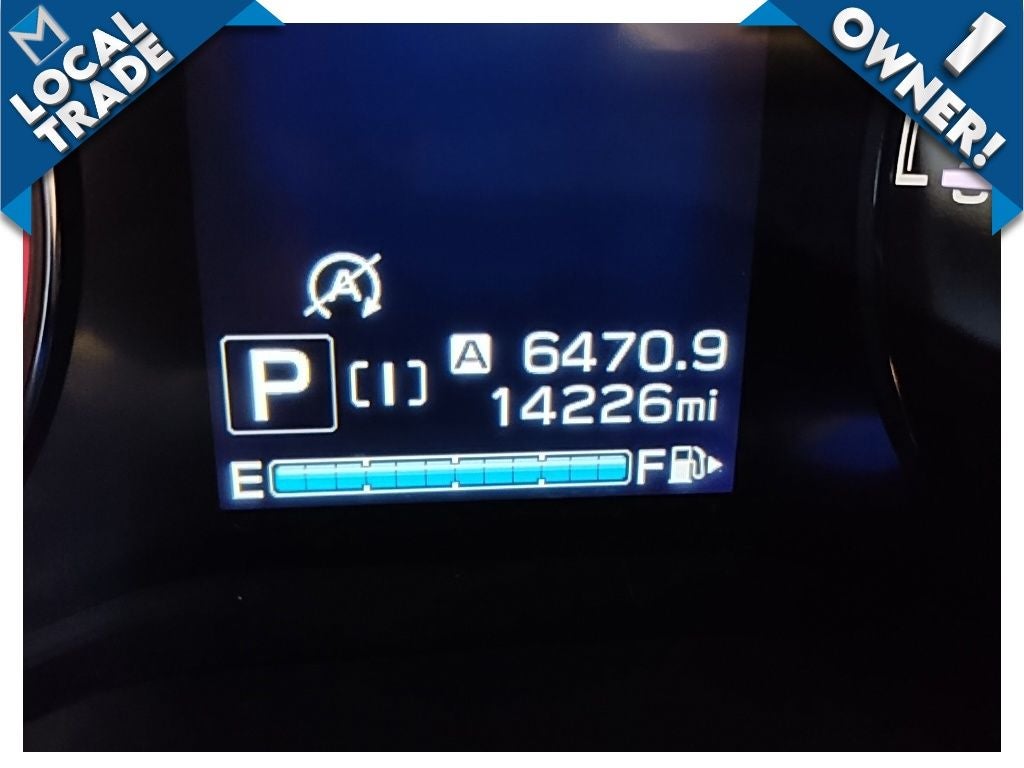 LOCAL
TRADE
1
OWNER!
A
P [I] A 6470.9
14226mi
E F